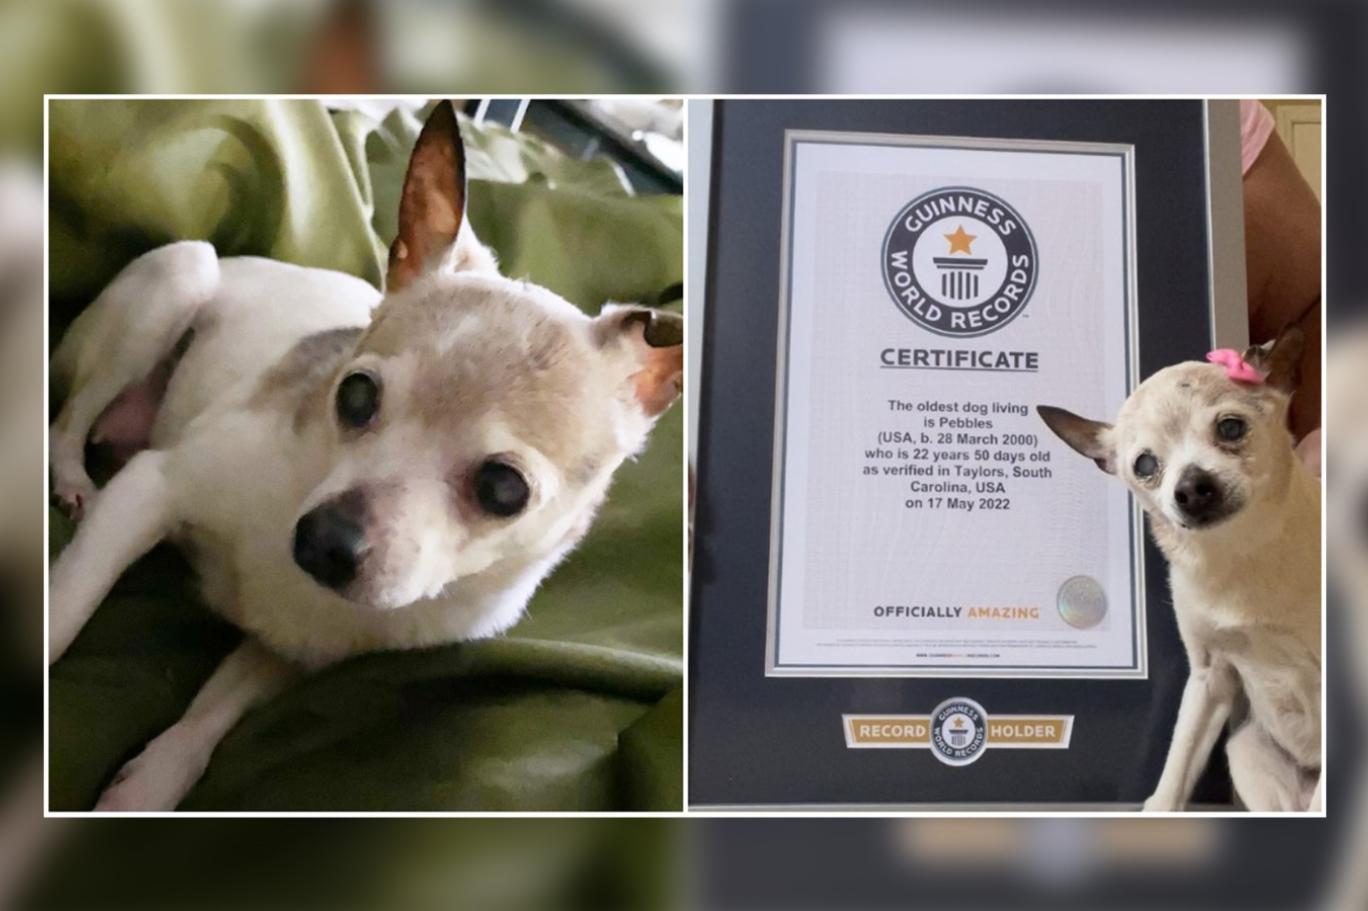 GUINNESS
WORLD RECORDS
CERTIFICATE
The oldest dog living
is Pebbles
(USA, b. 28 March 2000)
who is 22 years 50 days old
as verified in Taylors, South
Carolina, USA
on 17 May 2022
OFFICIALLY AMAZING
RECORD HOLDER
GUINNESS
WORLD RECORDS